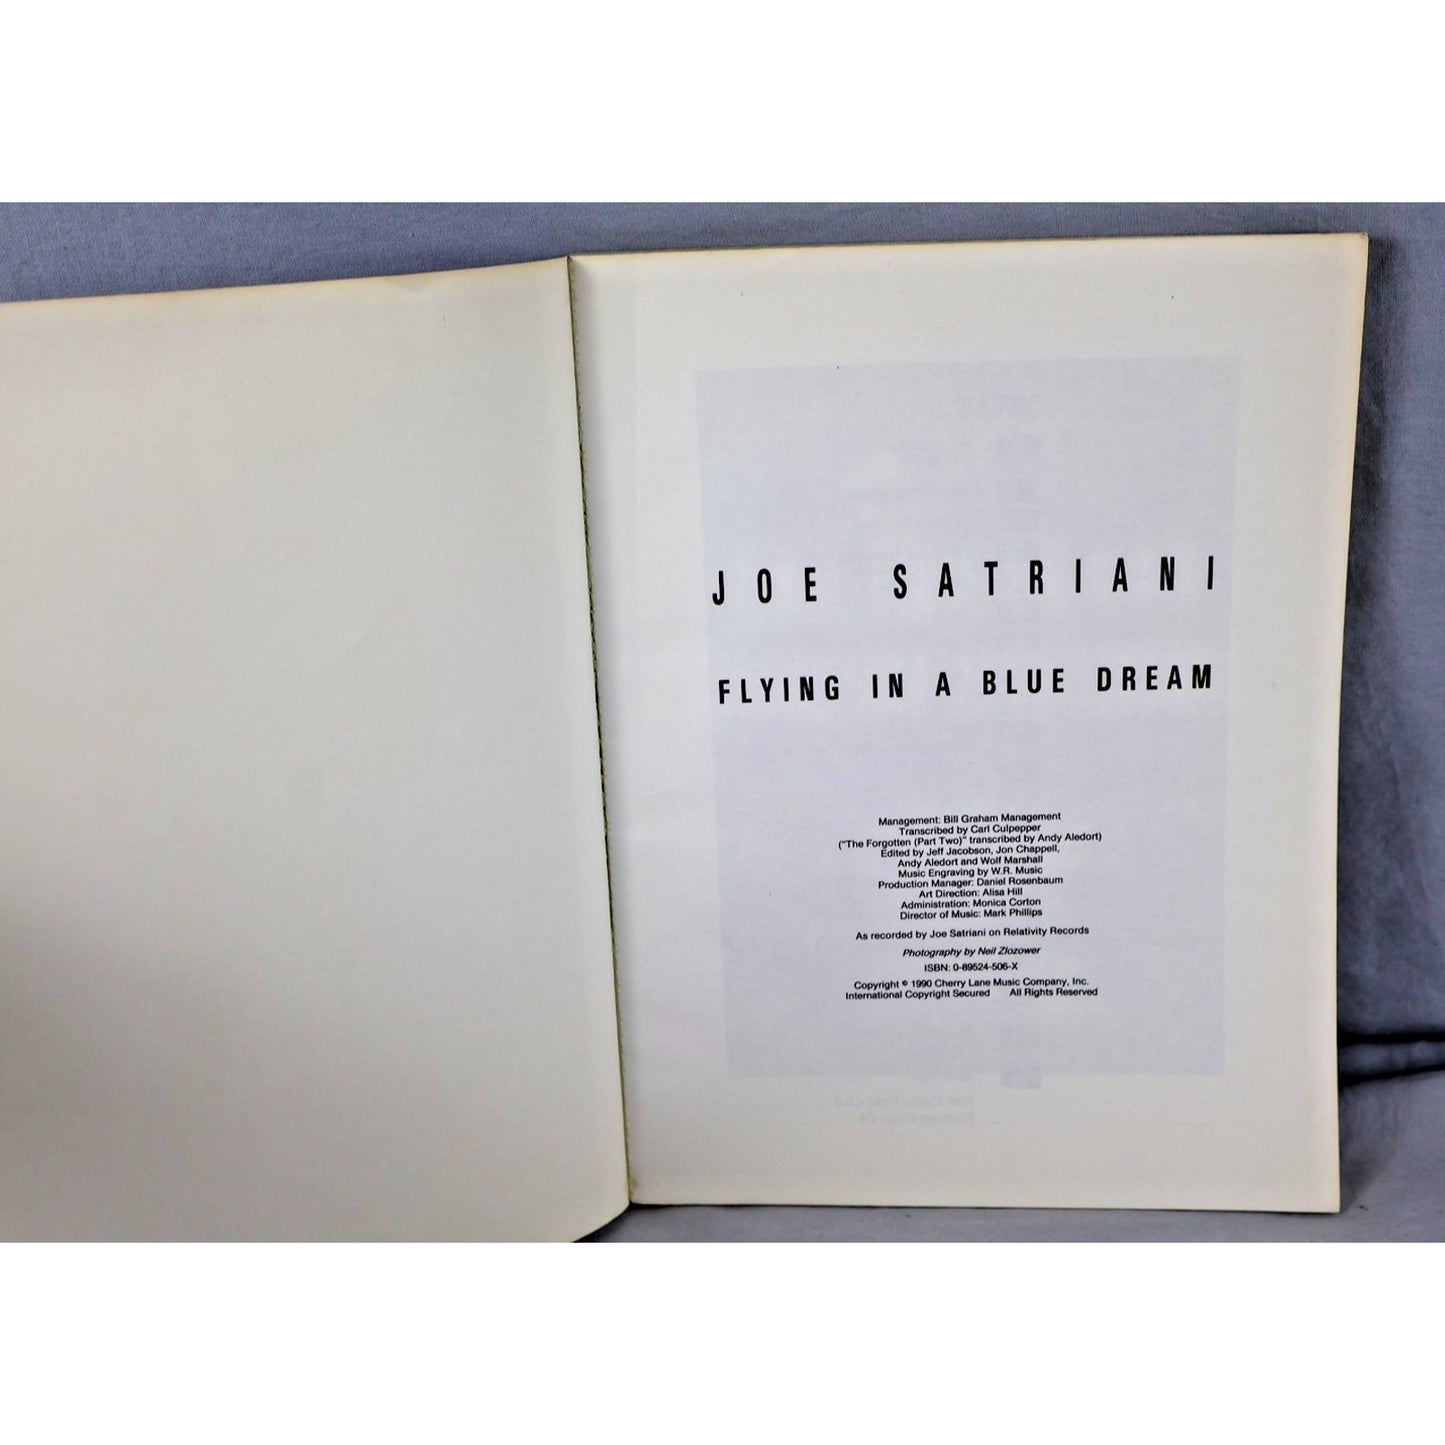 JOE SATRIANI
FLYING IN A BLUE DREAM
Management: Bill Graham Management
Transcribed by Carl Culpepper
("The Forgotten (Part Two)" transcribed by Andy Aledort)
Edited by Jeff Jacobson, Jon Chappell,
Andy Aledort and Wolf Marshall
Music Engraving by W.R. Music
Production Manager: Daniel Rosenbaum
Art Direction: Alisa Hill
Administration: Monica Corton
Director of Music: Mark Phillips
As recorded by Joe Satriani on Relativity Records
Photography by Neil Zlozower
ISBN: 0-89524-506-X
Copyright © 1990 Cherry Lane Music Company, Inc.
International Copyright Secured All Rights Reserved